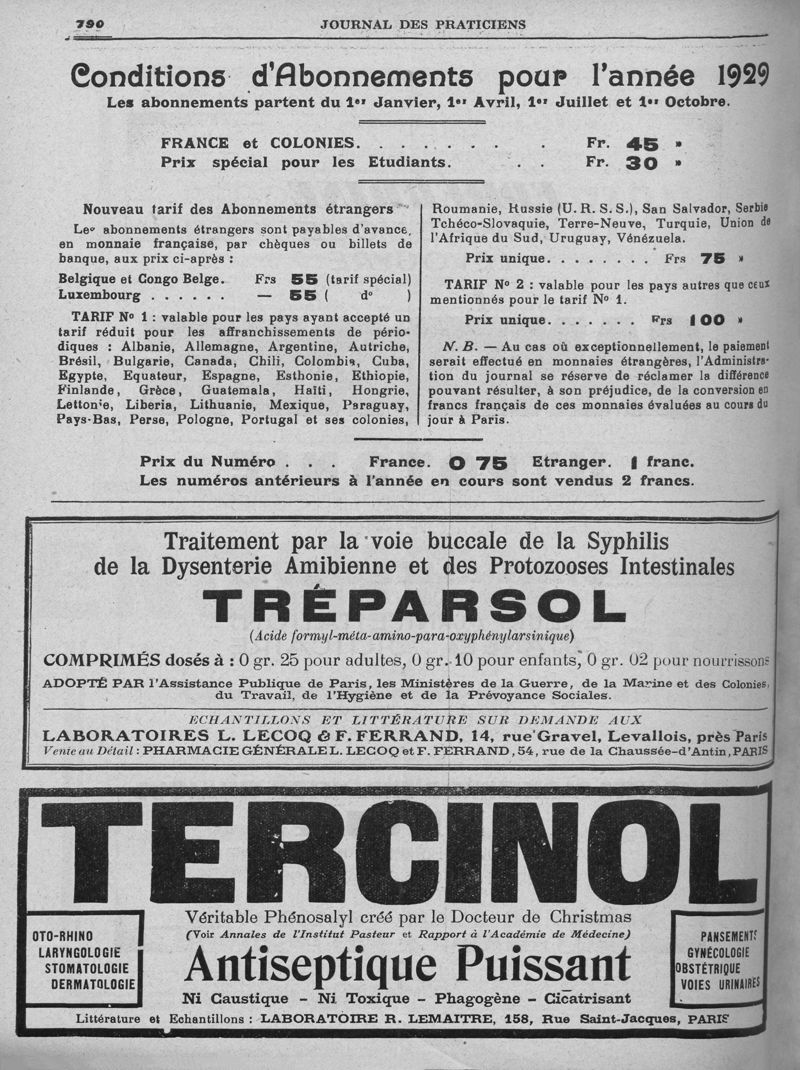 790
JOURNAL DES PRATICIENS
Conditions d'Abonnements pour l'année 1929
Les abonnements partent du 1er Janvier, 1er Avril, 1er Juillet et 1er Octobre.
FRANCE et COLONIES. . . . . . . . Fr. 45 »
Prix spécial pour les Etudiants. . . . Fr. 30 »
Nouveau tarif des Abonnements étrangers
Les abonnements étrangers sont payables d'avance,
en monnaie française, par chèques ou billets de
banque, aux prix ci-après :
Belgique et Congo Belge. Frs 55 (tarif spécial)
Luxembourg . . . . . . — 55 ( do )
TARIF No 1 : valable pour les pays ayant accepté un
tarif réduit pour les affranchissements de pério-
diques : Albanie, Allemagne, Argentine, Autriche,
Brésil, Bulgarie, Canada, Chili, Colombie, Cuba,
Egypte, Equateur, Espagne, Esthonie, Ethiopie,
Finlande, Grèce, Guatemala, Haïti, Hongrie,
Lettonie, Liberia, Lithuanie, Mexique, Paraguay,
Pays-Bas, Perse, Pologne, Portugal et ses colonies,
Roumanie, Russie (U. R. S. S.), San Salvador, Serbie
Tchéco-Slovaquie, Terre-Neuve, Turquie, Union de
l'Afrique du Sud, Uruguay, Vénézuela.
Prix unique. . . . . . . . Frs 75 »
TARIF No 2 : valable pour les pays autres que ceux
mentionnés pour le tarif No 1.
Prix unique. . . . . . . Frs 100 »
N. B. — Au cas où exceptionnellement, le paiement
serait effectué en monnaies étrangères, l'Administra-
tion du journal se réserve de réclamer la différence
pouvant résulter, à son préjudice, de la conversion en
francs français de ces monnaies évaluées au cours du
jour à Paris.
Prix du Numéro . . . France. 0 75 Etranger. 1 franc.
Les numéros antérieurs à l'année en cours sont vendus 2 francs.
Traitement par la voie buccale de la Syphilis
de la Dysenterie Amibienne et des Protozooses Intestinales
TRÉPARSOL
(Acide formyl-méta-amino-para-oxyphénylarsinique)
COMPRIMÉS dosés à : 0 gr. 25 pour adultes, 0 gr. 10 pour enfants, 0 gr. 02 pour nourrissons
ADOPTÉ PAR l'Assistance Publique de Paris, les Ministères de la Guerre, de la Marine et des Colonies,
du Travail, de l'Hygiène et de la Prévoyance Sociales.
ECHANTILLONS ET LITTÉRATURE SUR DEMANDE AUX
LABORATOIRES L. LECOQ & F. FERRAND, 14, rue Gravel, Levallois, près Paris
Vente au Détail : PHARMACIE GÉNÉRALE L. LECOQ et F. FERRAND, 54, rue de la Chaussée-d'Antin, PARIS
TERCINOL
Véritable Phénosalyl créé par le Docteur de Christmas
(Voir Annales de l'Institut Pasteur et Rapport à l'Académie de Médecine)
OTO-RHINO
LARYNGOLOGIE
STOMATOLOGIE
DERMATOLOGIE
Antiseptique Puissant
Ni Caustique - Ni Toxique - Phagogène - Cicatrisant
PANSEMENTS
GYNÉCOLOGIE
OBSTÉTRIQUE
VOIES URINAIRES
Littérature et Echantillons : LABORATOIRE R. LEMAITRE, 158, Rue Saint-Jacques, PARIS